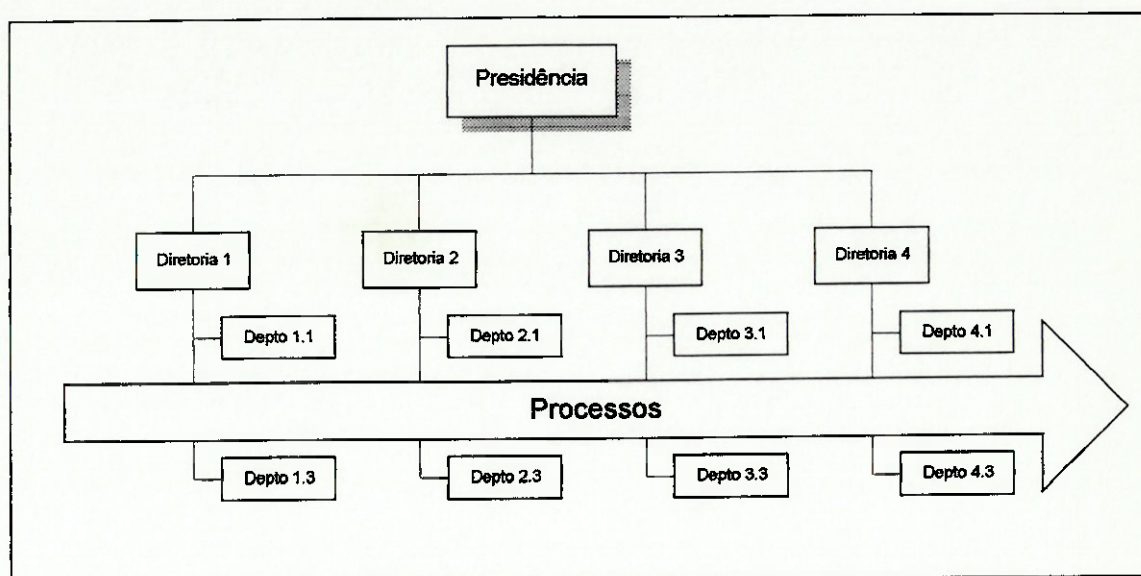 Presidência
Diretoria 1
Diretoria 2
Diretoria 3
Diretoria 4
Depto 1.1
Depto 2.1
Depto 3.1
Depto 4.1
Processos
Depto 1.3
Depto 2.3
Depto 3.3
Depto 4.3